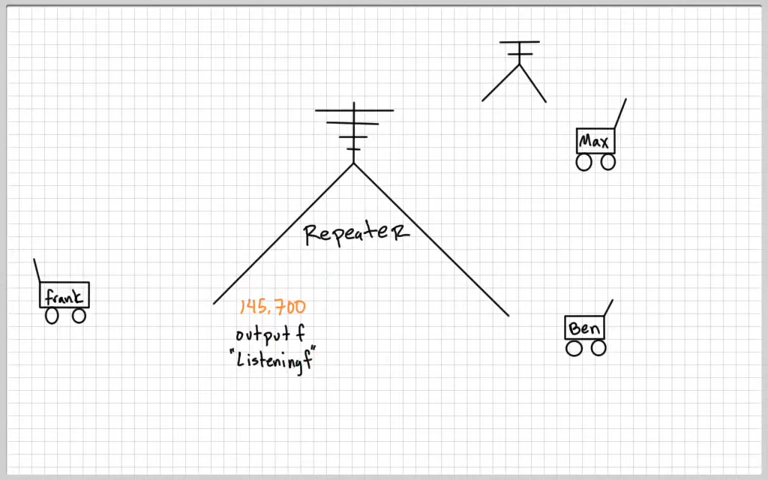 Max
Repeater
frank
145.700
output f
"Listening f"
Ben